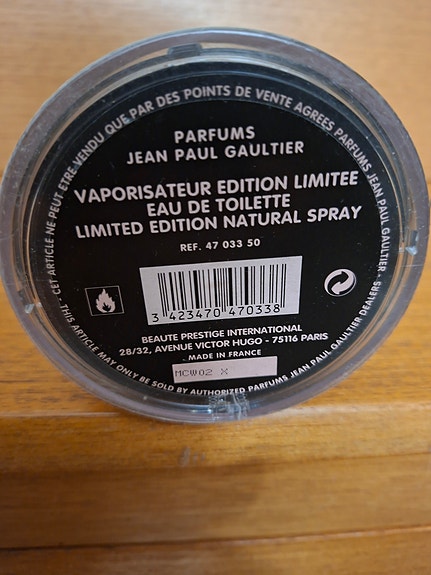 CET ARTICLE NE PEUT ETRE VENDU QUE PAR DES POINTS DE VENTE AGREES PARFUMS JEAN PAUL GAULTIER -
PARFUMS
JEAN PAUL GAULTIER
VAPORISATEUR EDITION LIMITEE
EAU DE TOILETTE
LIMITED EDITION NATURAL SPRAY
REF. 47 033 50
3 423470 470338
BEAUTE PRESTIGE INTERNATIONAL
28/32, AVENUE VICTOR HUGO - 75116 PARIS
MADE IN FRANCE
MCW02 X
THIS ARTICLE MAY ONLY BE SOLD BY AUTHORIZED PARFUMS JEAN PAUL GAULTIER DEALERS -